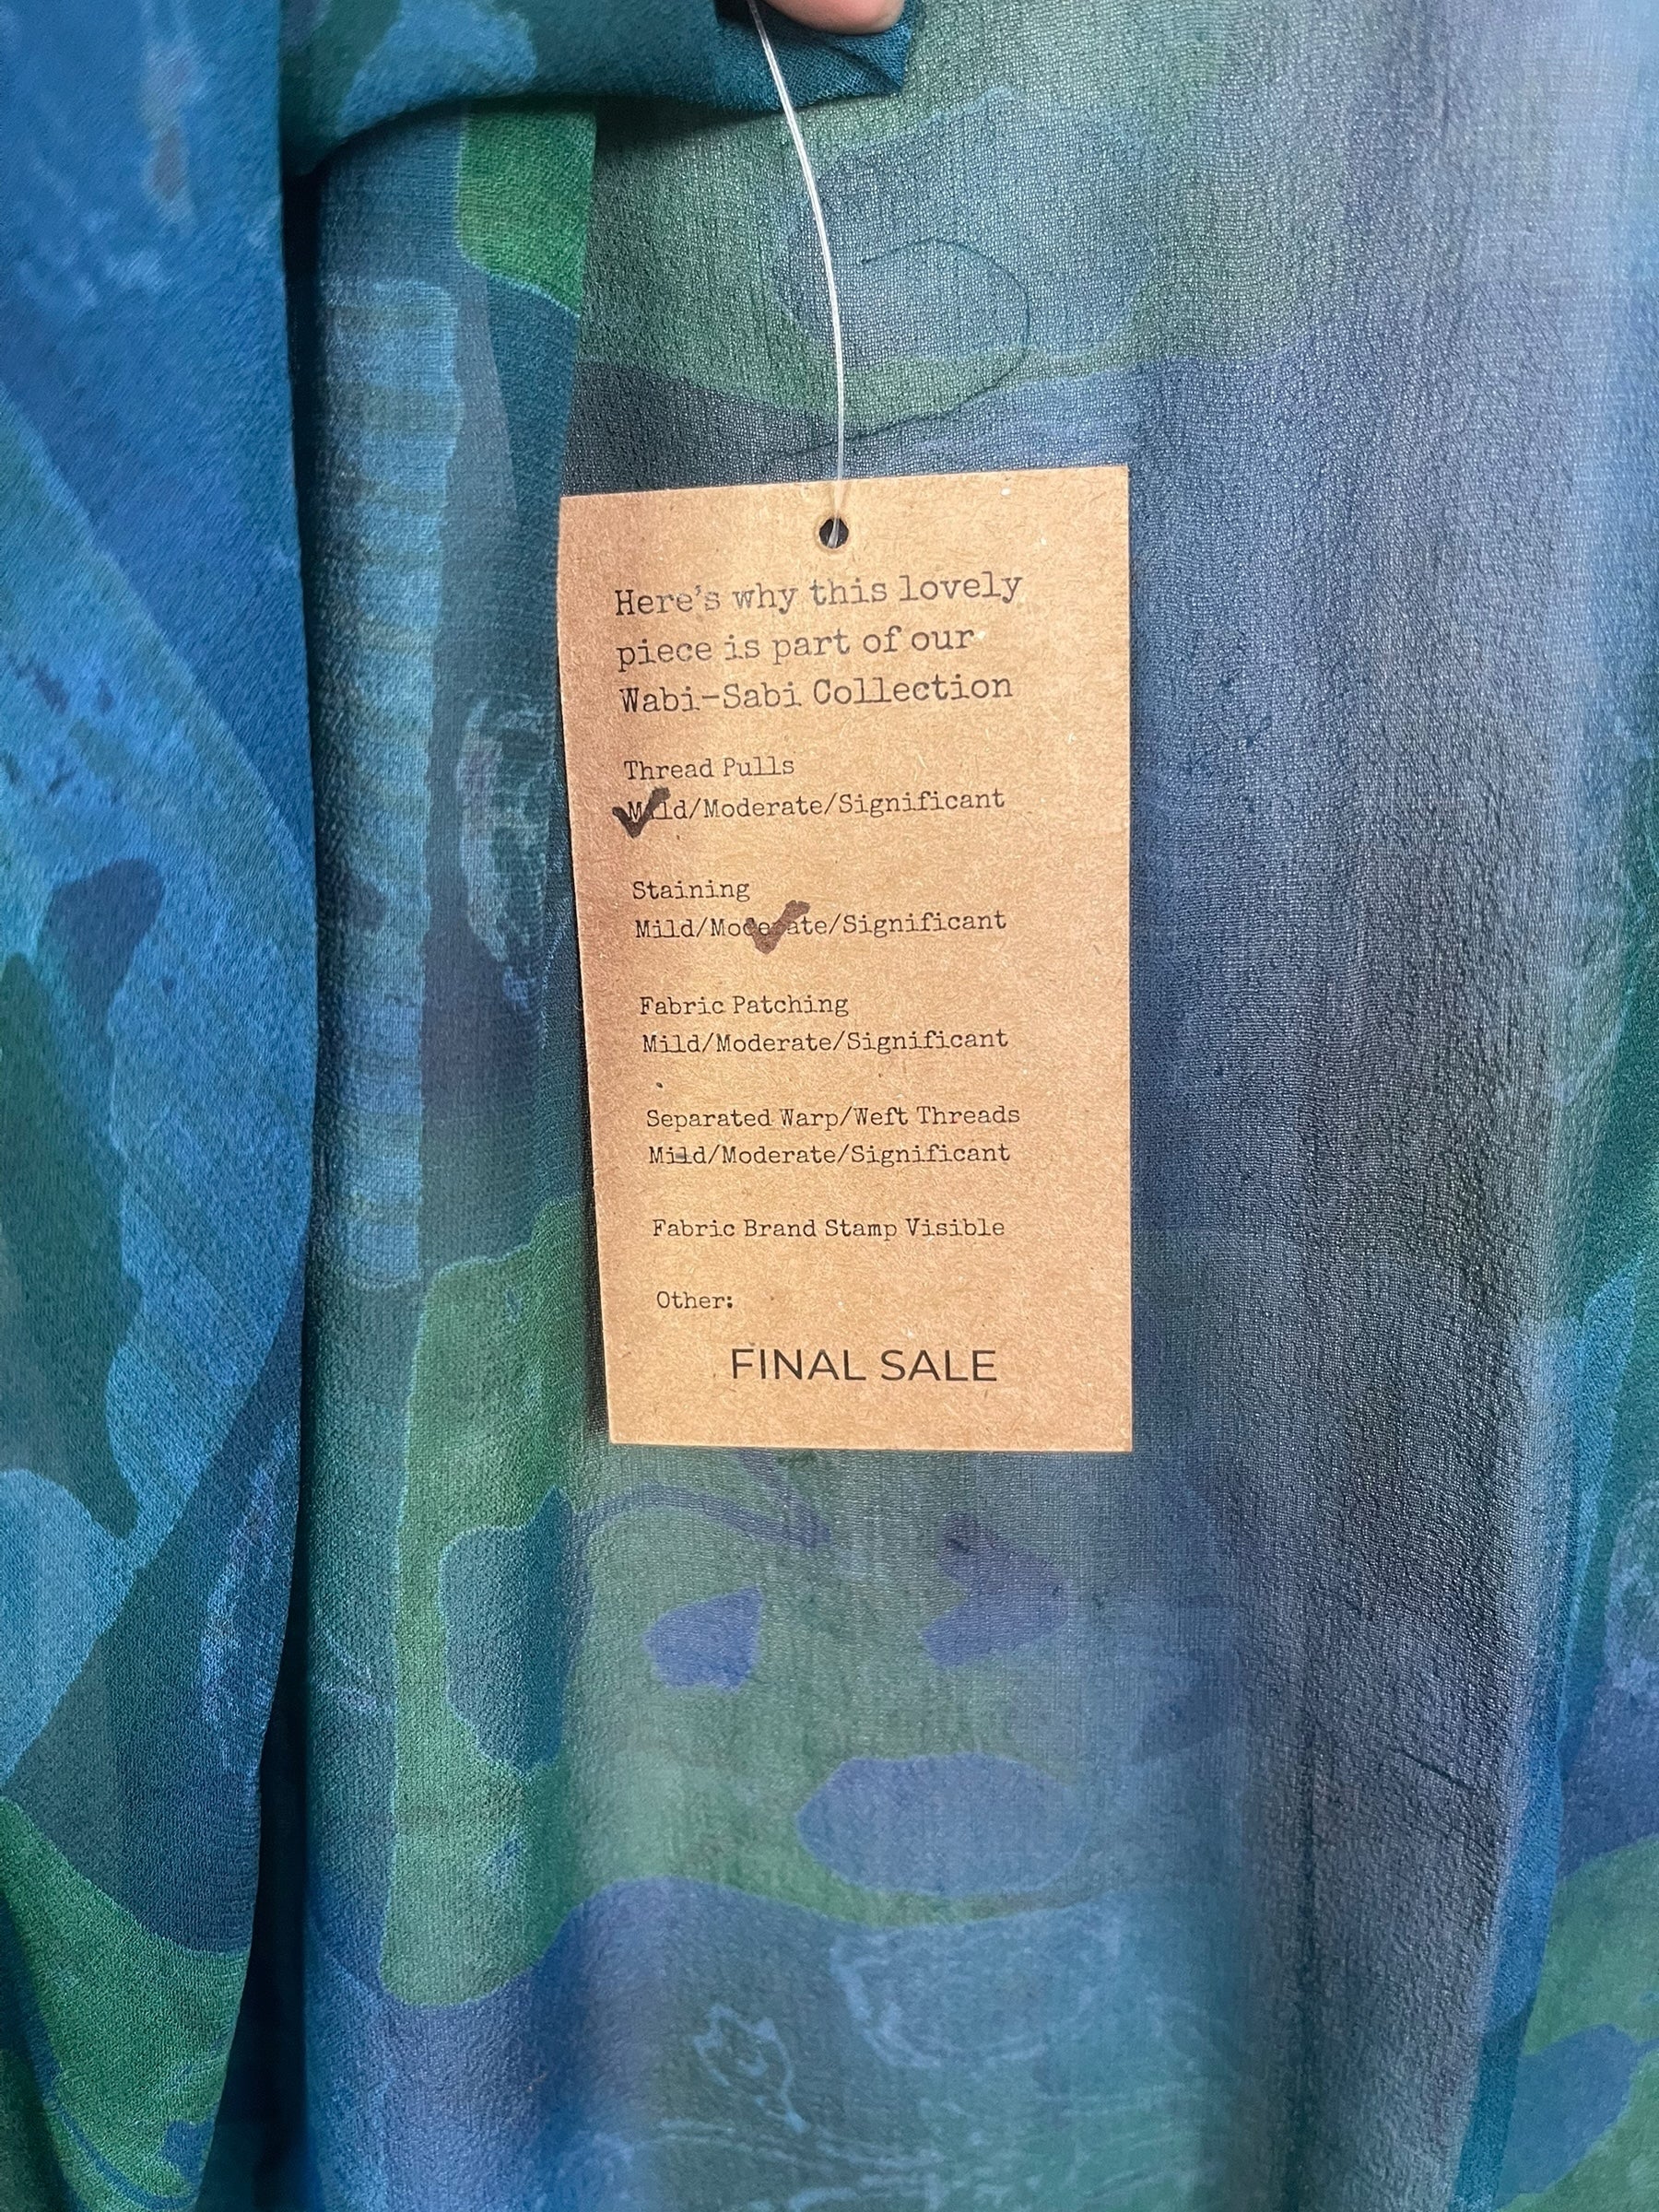 Here's why this lovely
piece is part of our
Wabi-Sabi Collection
Thread Pulls
Mild/Moderate/Significant
Staining
Mild/Moderate/Significant
Fabric Patching
Mild/Moderate/Significant
Separated Warp/Weft Threads
Mild/Moderate/Significant
Fabric Brand Stamp Visible
Other:
FINAL SALE